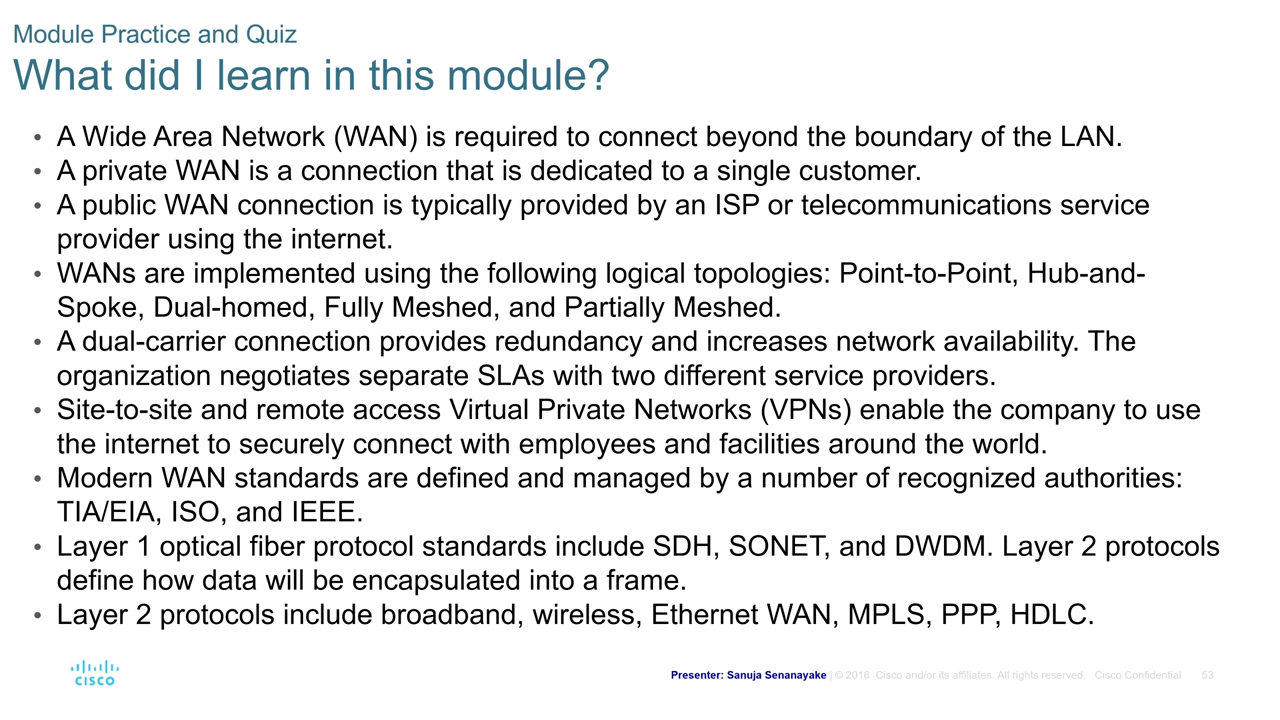 Module Practice and Quiz
What did I learn in this module?
• A Wide Area Network (WAN) is required to connect beyond the boundary of the LAN.
• A private WAN is a connection that is dedicated to a single customer.
• A public WAN connection is typically provided by an ISP or telecommunications service
provider using the internet.
• WANs are implemented using the following logical topologies: Point-to-Point, Hub-and-
Spoke, Dual-homed, Fully Meshed, and Partially Meshed.
• A dual-carrier connection provides redundancy and increases network availability. The
organization negotiates separate SLAs with two different service providers.
• Site-to-site and remote access Virtual Private Networks (VPNs) enable the company to use
the internet to securely connect with employees and facilities around the world.
• Modern WAN standards are defined and managed by a number of recognized authorities:
TIA/EIA, ISO, and IEEE.
• Layer 1 optical fiber protocol standards include SDH, SONET, and DWDM. Layer 2 protocols
define how data will be encapsulated into a frame.
• Layer 2 protocols include broadband, wireless, Ethernet WAN, MPLS, PPP, HDLC.
CISCO
Presenter: Sanuja Senanayake | © 2016 Cisco and/or its affiliates. All rights reserved. Cisco Confidential 53